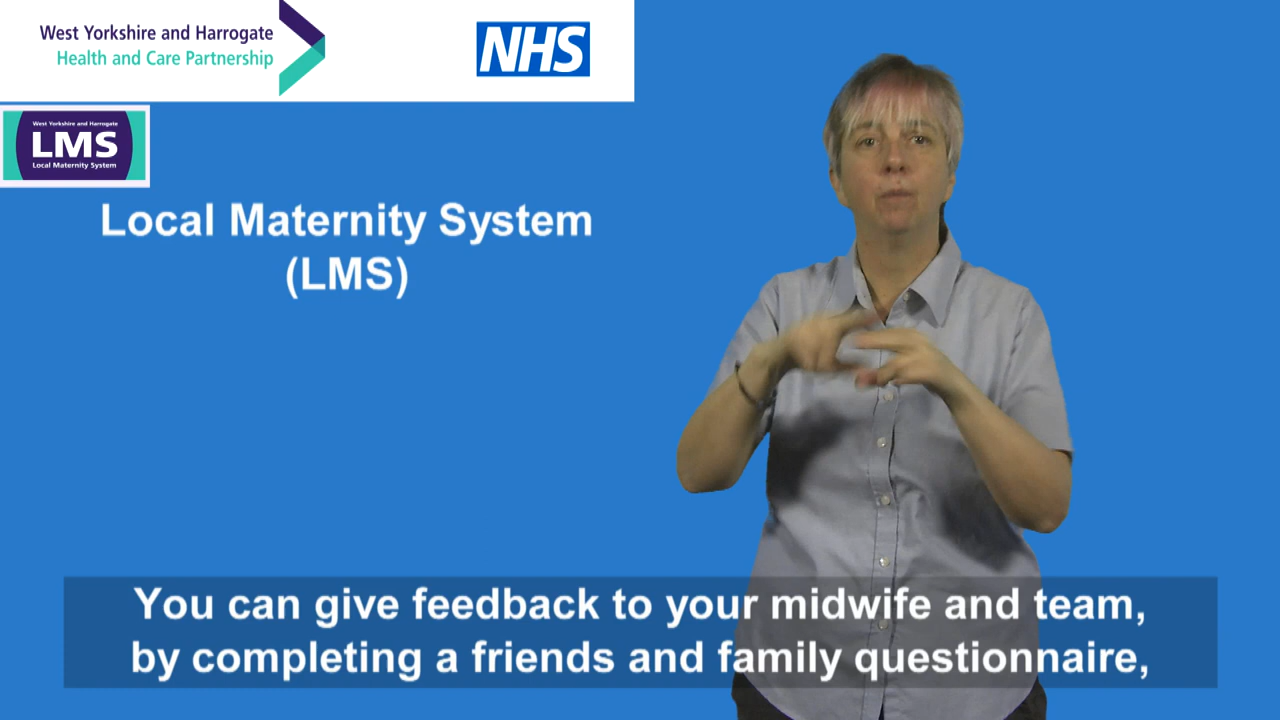 West Yorkshire and Harrogate
Health and Care Partnership
NHS
West Yorkshire and Harrogate
LMS
Local Maternity System
Local Maternity System
(LMS)
You can give feedback to your midwife and team,
by completing a friends and family questionnaire,